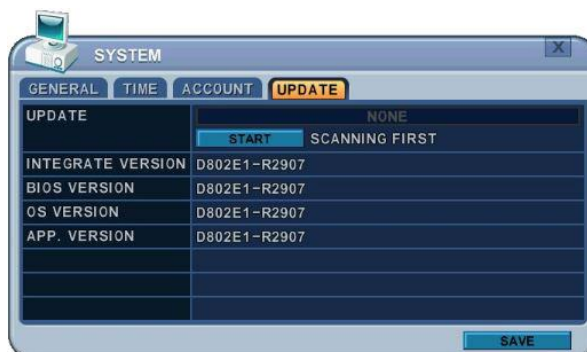 SYSTEM
X
GENERAL TIME ACCOUNT UPDATE
UPDATE NONE
START SCANNING FIRST
INTEGRATE VERSION D802E1-R2907
BIOS VERSION D802E1-R2907
OS VERSION D802E1-R2907
APP. VERSION D802E1-R2907
SAVE